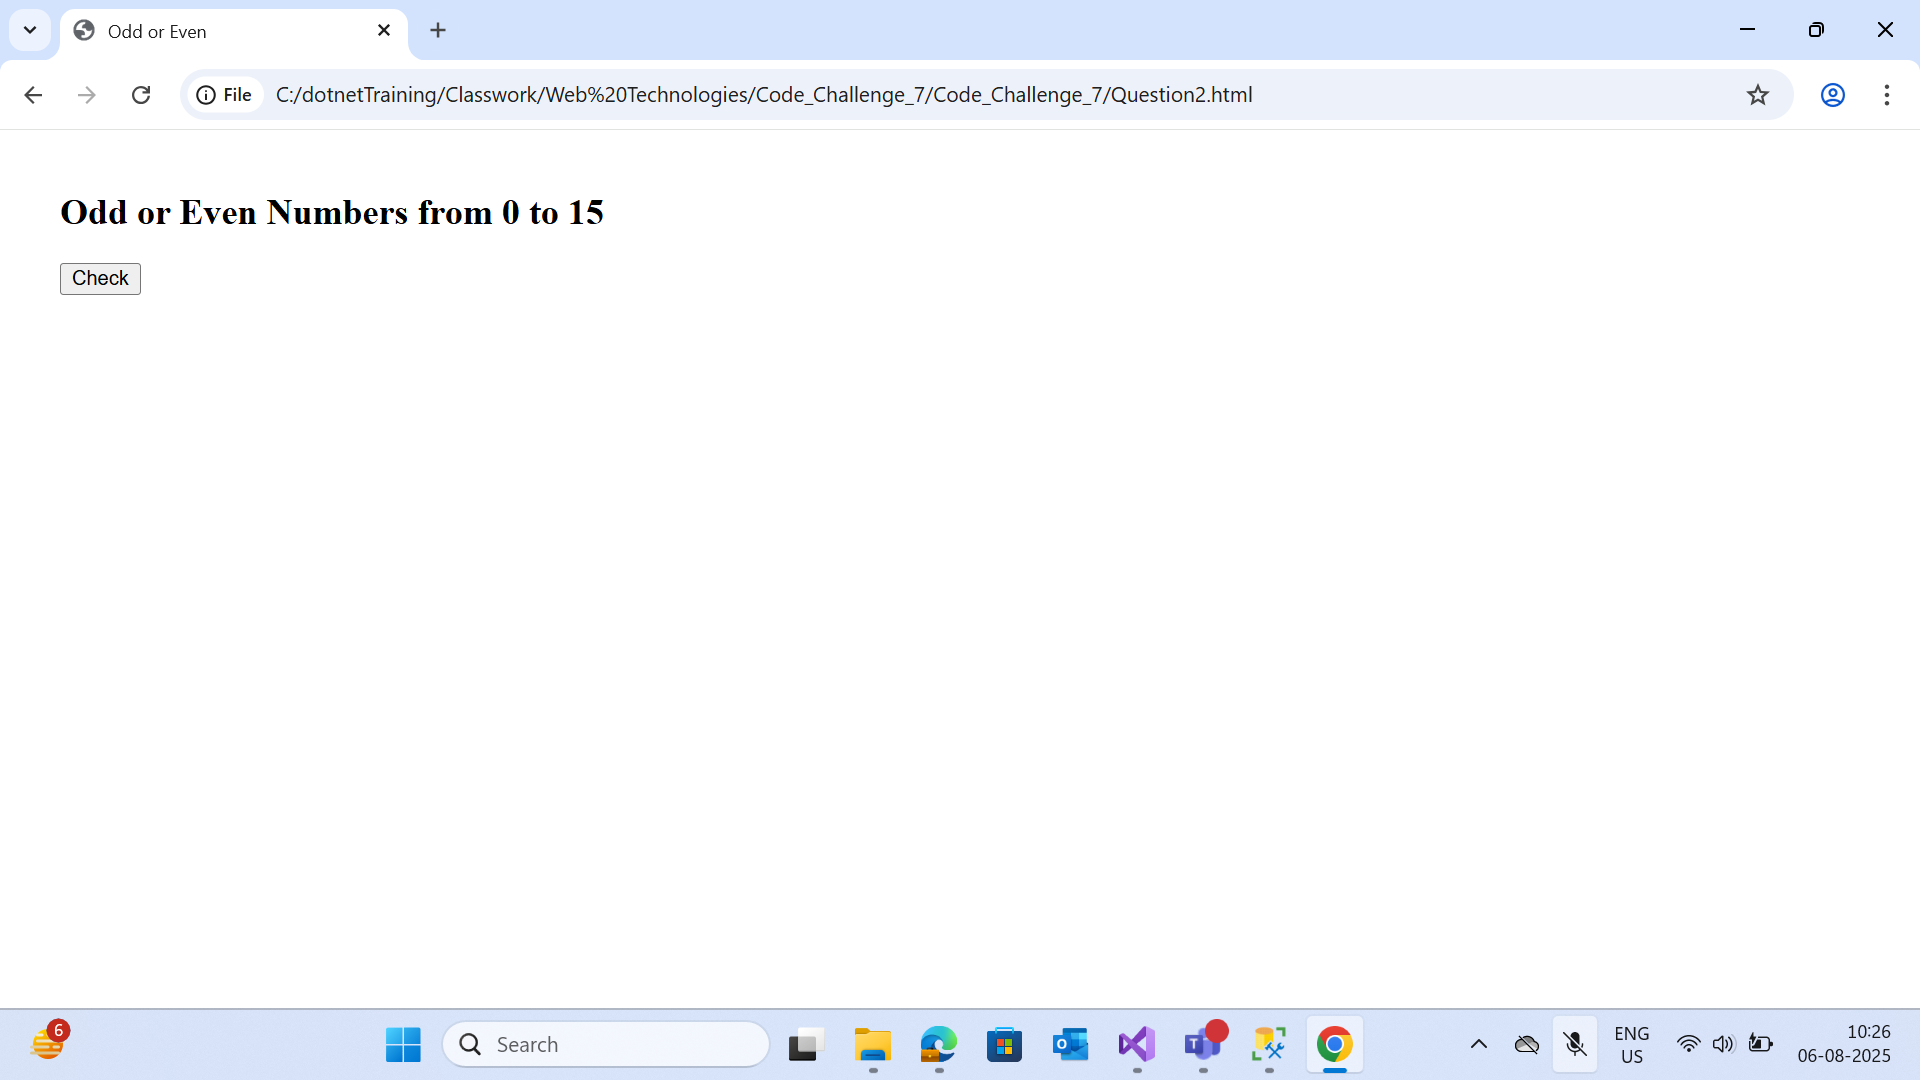 Odd or Even
File
C:/dotnetTraining/Classwork/Web%20Technologies/Code_Challenge_7/Code_Challenge_7/Question2.html
Odd or Even Numbers from 0 to 15
Check
6
Search
ENG
US
10:26
06-08-2025